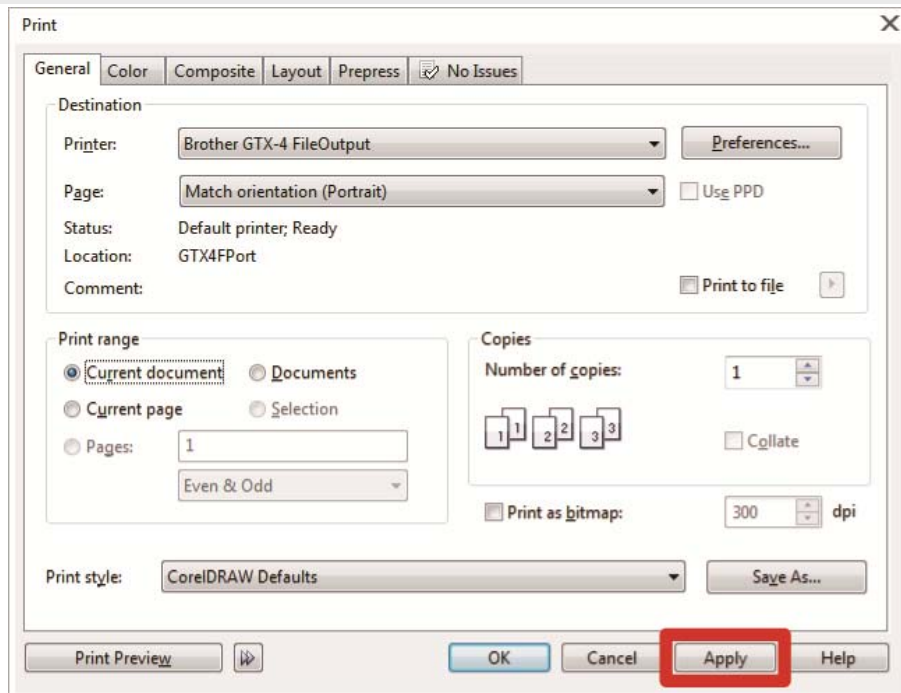 Print
General Color Composite Layout Prepress No Issues
Destination
Printer: Brother GTX-4 FileOutput Preferences...
Page: Match orientation (Portrait) Use PPD
Status: Default printer; Ready
Location: GTX4FPort
Comment: Print to file
Print range
Current document Documents
Current page Selection
Pages: 1
Even & Odd
Copies
Number of copies: 1
1 1 2 2 3 3
Collate
Print as bitmap: 300 dpi
Print style: CorelDRAW Defaults Save As...
Print Preview OK Cancel Apply Help